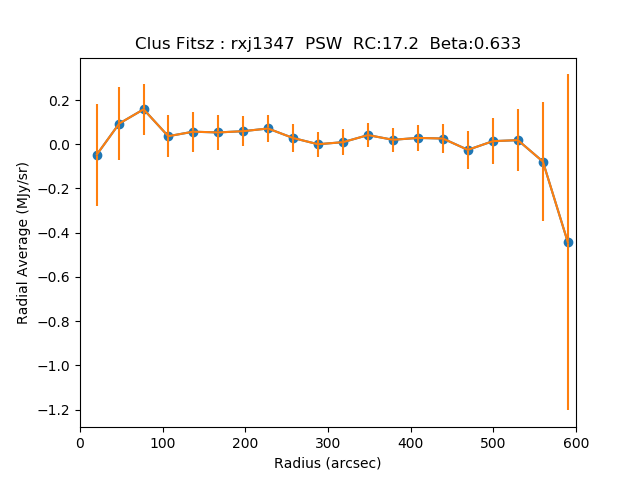 Clus Fitsz : rxj1347  PSW  RC:17.2  Beta:0.633
0.2
0.0
−0.2
−0.4
−0.6
−0.8
−1.0
−1.2
Radial Average (MJy/sr)
0 100 200 300 400 500 600
Radius (arcsec)